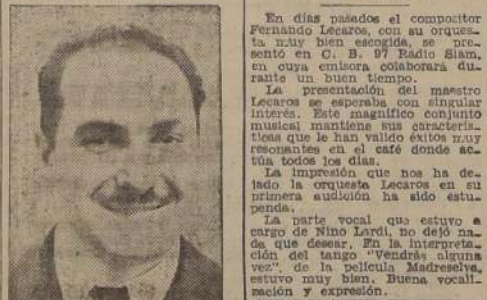 En días pasados el compositor
Fernando Lecaros, con su orques-
ta muy bien escogida, se pre-
sentó en C. B. 97 Radio Slam,
en cuya emisora colaborará du-
rante un buen tiempo.
La presentación del maestro
Lecaros se esperaba con singular
interés. Este magnífico conjunto
musical mantiene sus caracterís-
ticas que le han valido éxitos muy
resonantes en el café donde ac-
túa todos los días.
La impresión que nos ha de-
jado la orquesta Lecaros en su
primera audición ha sido estu-
penda.
La parte vocal que estuvo a
cargo de Nino Lardi, no dejó na-
da que desear. En la interpreta-
ción del tango "Vendrás alguna
vez", de la película Madreselva,
estuvo muy bien. Buena vocali-
zación y expresión.